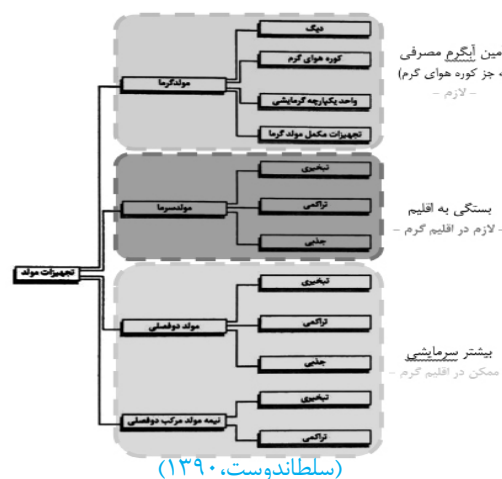 دیگ
کوره هوای گرم
مولدگرما
واحد یکپارچه گرمایشی
تجهیزات مکمل مولد گرما
مین آبگرم مصرفی
جز کوره هوای گرم)
- لازم -
تبخیری
مولدسرما
تراکمی
جذبی
بستگی به اقلیم
- لازم در اقلیم گرم -
تجهیزات مولد
تبخیری
مولد دوفصلی
تراکمی
جذبی
بیشتر سرمایشی
ممکن در اقلیم گرم -
تبخیری
نیمه مولد مرکب دوفصلی
تراکمی
(سلطاندوست، ۱۳۹۰)